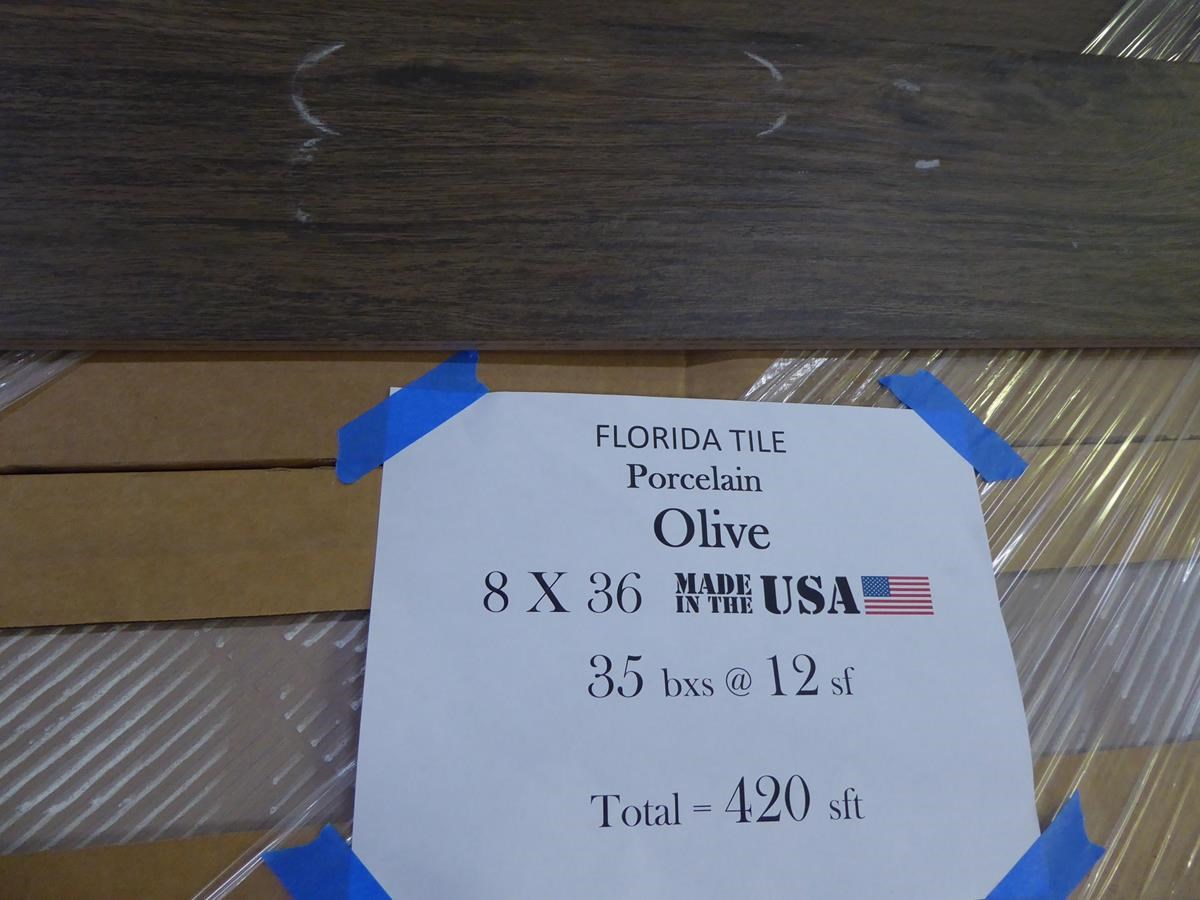 FLORIDA TILE
Porcelain
Olive
8 X 36 MADE IN THE USA
35 bxs @ 12 sf
Total = 420 sft